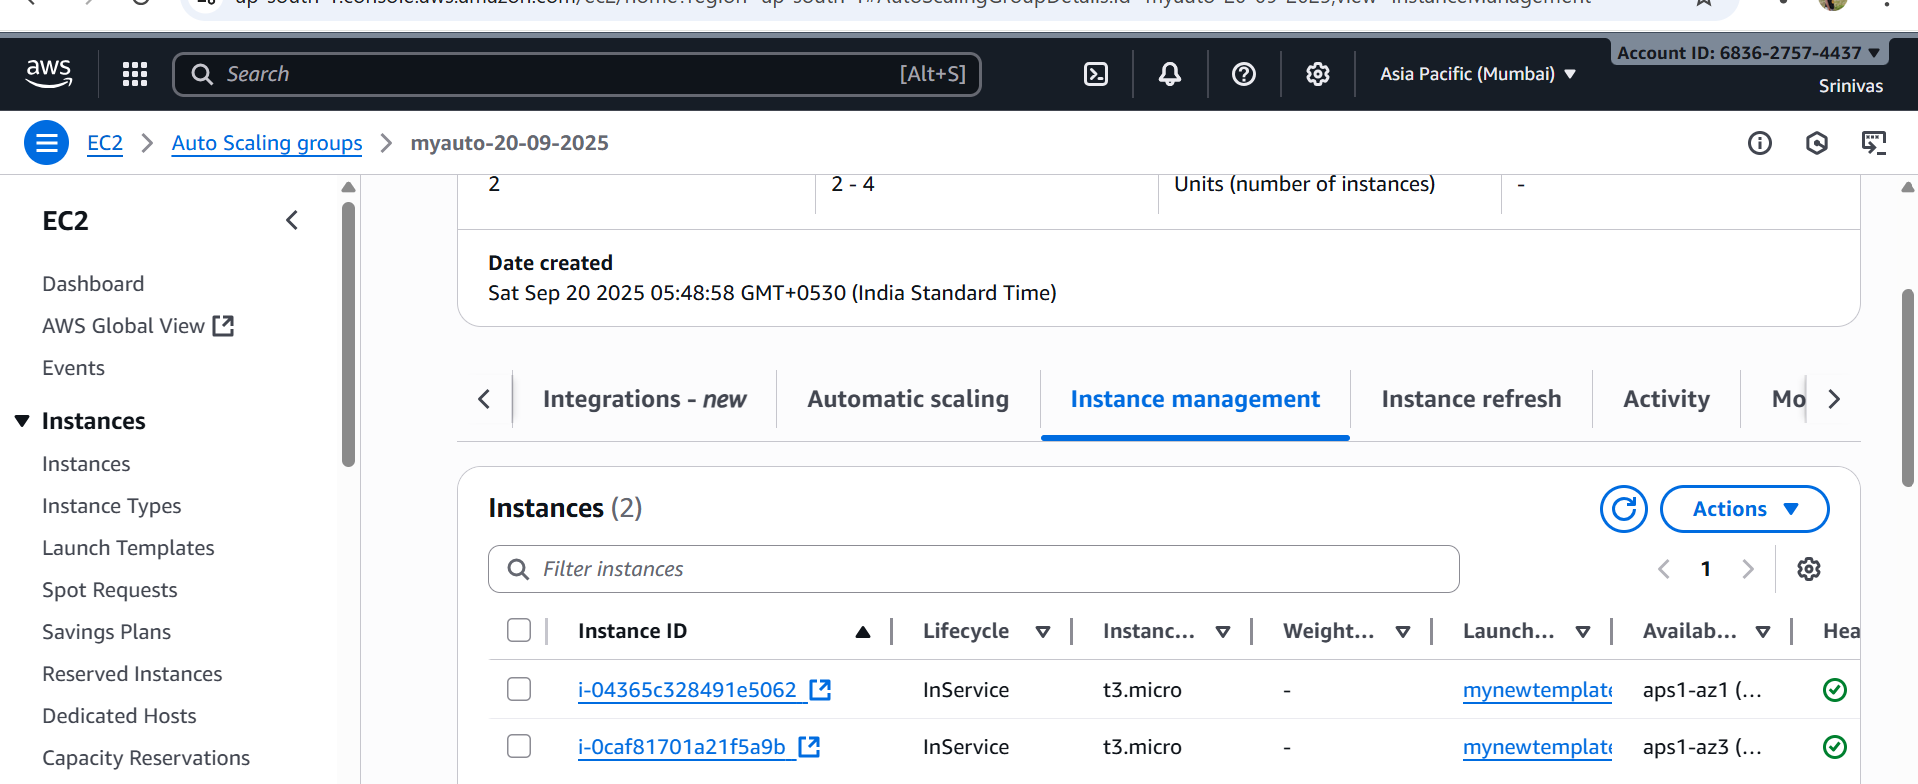 aws
Search
[Alt+S]
Asia Pacific (Mumbai)
Account ID: 6836-2757-4437
Srinivas
EC2
Auto Scaling groups
myauto-20-09-2025
EC2
Dashboard
AWS Global View
Events
Instances
Instances
Instance Types
Launch Templates
Spot Requests
Savings Plans
Reserved Instances
Dedicated Hosts
Capacity Reservations
2
2 - 4
Units (number of instances)
-
Date created
Sat Sep 20 2025 05:48:58 GMT+0530 (India Standard Time)
Integrations - new
Automatic scaling
Instance management
Instance refresh
Activity
Mo
Instances (2)
Actions
Filter instances
1
Instance ID
Lifecycle
Instanc...
Weight...
Launch...
Availab...
Hea
i-04365c328491e5062
InService
t3.micro
-
mynewtemplate
aps1-az1 (...
i-0caf81701a21f5a9b
InService
t3.micro
-
mynewtemplate
aps1-az3 (...